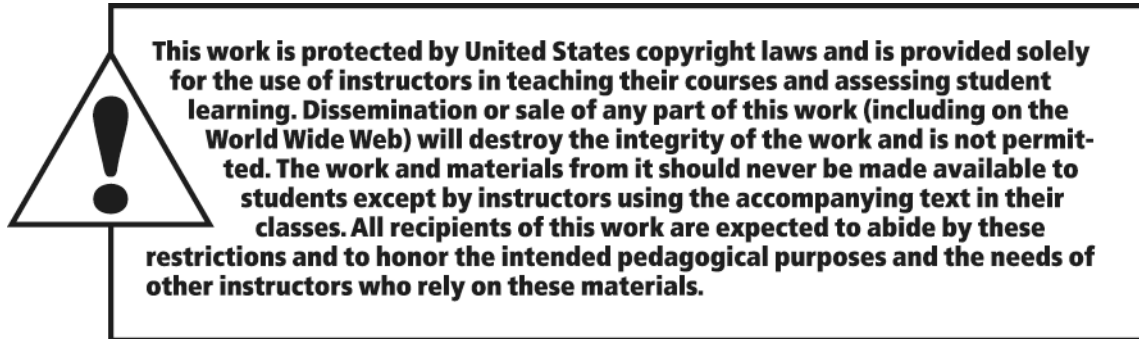 This work is protected by United States copyright laws and is provided solely
for the use of instructors in teaching their courses and assessing student
learning. Dissemination or sale of any part of this work (including on the
World Wide Web) will destroy the integrity of the work and is not permit-
ted. The work and materials from it should never be made available to
students except by instructors using the accompanying text in their
classes. All recipients of this work are expected to abide by these
restrictions and to honor the intended pedagogical purposes and the needs of
other instructors who rely on these materials.